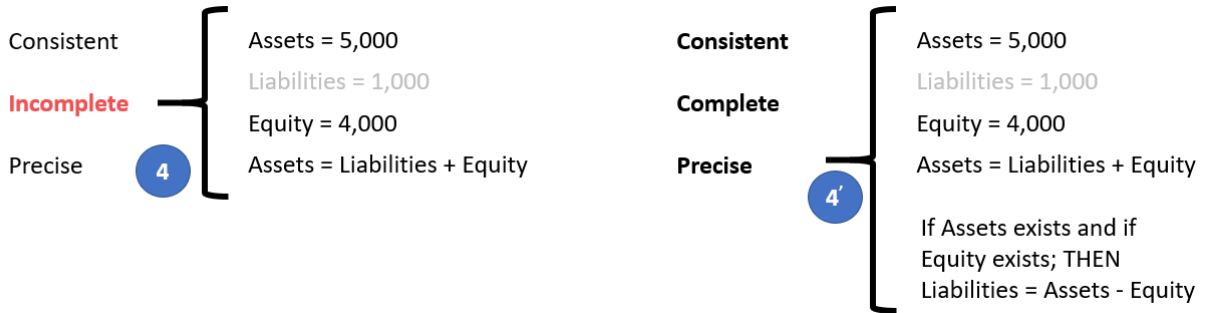 Consistent
Incomplete
Precise
4
Assets = 5,000
Liabilities = 1,000
Equity = 4,000
Assets = Liabilities + Equity
Consistent
Complete
Precise
4′
Assets = 5,000
Liabilities = 1,000
Equity = 4,000
Assets = Liabilities + Equity
If Assets exists and if
Equity exists; THEN
Liabilities = Assets - Equity